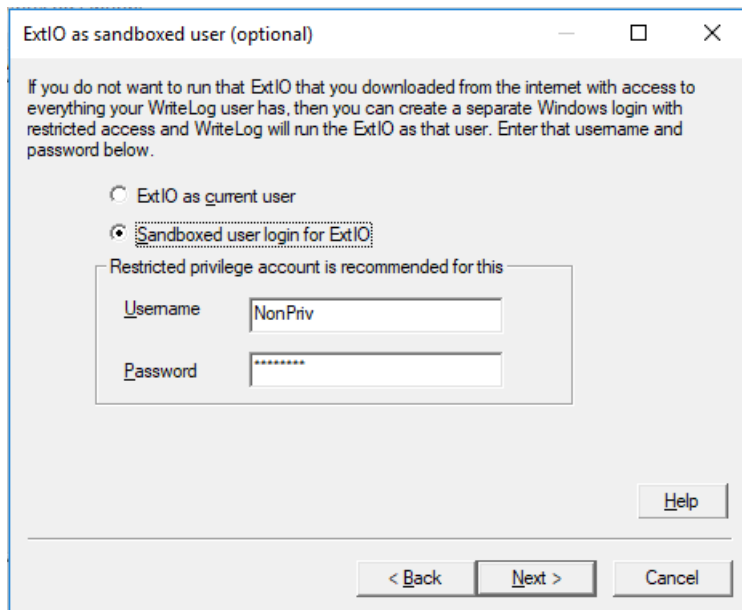 ExtIO as sandboxed user (optional)
If you do not want to run that ExtIO that you downloaded from the internet with access to
everything your WriteLog user has, then you can create a separate Windows login with
restricted access and WriteLog will run the ExtIO as that user. Enter that username and
password below.
ExtIO as current user
Sandboxed user login for ExtIO
Restricted privilege account is recommended for this
Username
NonPriv
Password
********
Help
< Back
Next >
Cancel